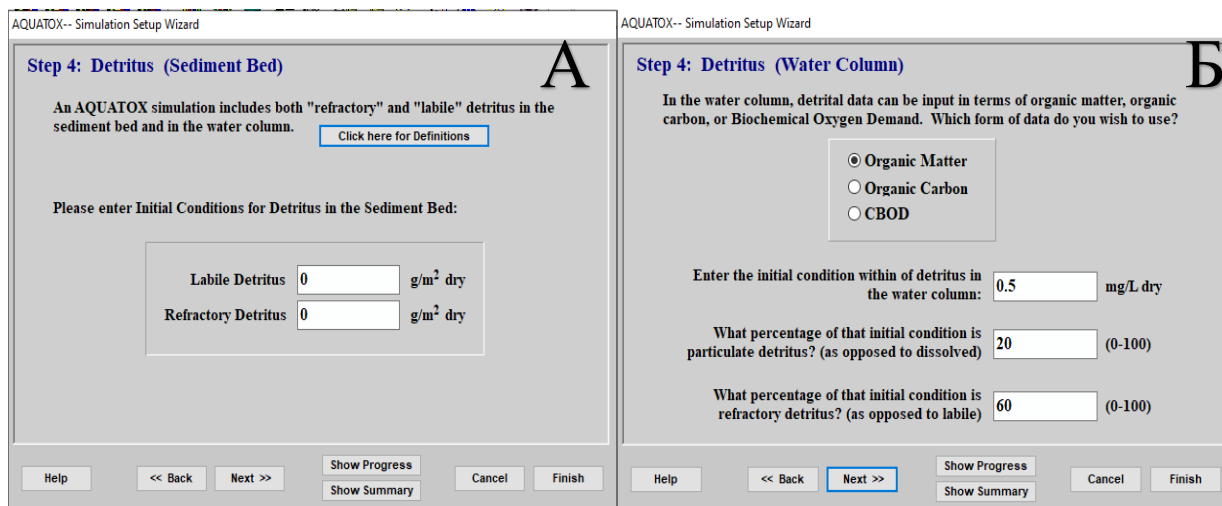 AQUATOX-- Simulation Setup Wizard
Step 4: Detritus (Sediment Bed)
А
An AQUATOX simulation includes both "refractory" and "labile" detritus in the
sediment bed and in the water column.
Click here for Definitions
Please enter Initial Conditions for Detritus in the Sediment Bed:
Labile Detritus 0 g/m² dry
Refractory Detritus 0 g/m² dry
Help
<< Back
Next >>
Show Progress
Show Summary
Cancel
Finish
AQUATOX-- Simulation Setup Wizard
Step 4: Detritus (Water Column)
Б
In the water column, detrital data can be input in terms of organic matter, organic
carbon, or Biochemical Oxygen Demand. Which form of data do you wish to use?
Organic Matter
Organic Carbon
CBOD
Enter the initial condition within of detritus in
the water column: 0.5 mg/L dry
What percentage of that initial condition is
particulate detritus? (as opposed to dissolved) 20 (0-100)
What percentage of that initial condition is
refractory detritus? (as opposed to labile) 60 (0-100)
Help
<< Back
Next >>
Show Progress
Show Summary
Cancel
Finish